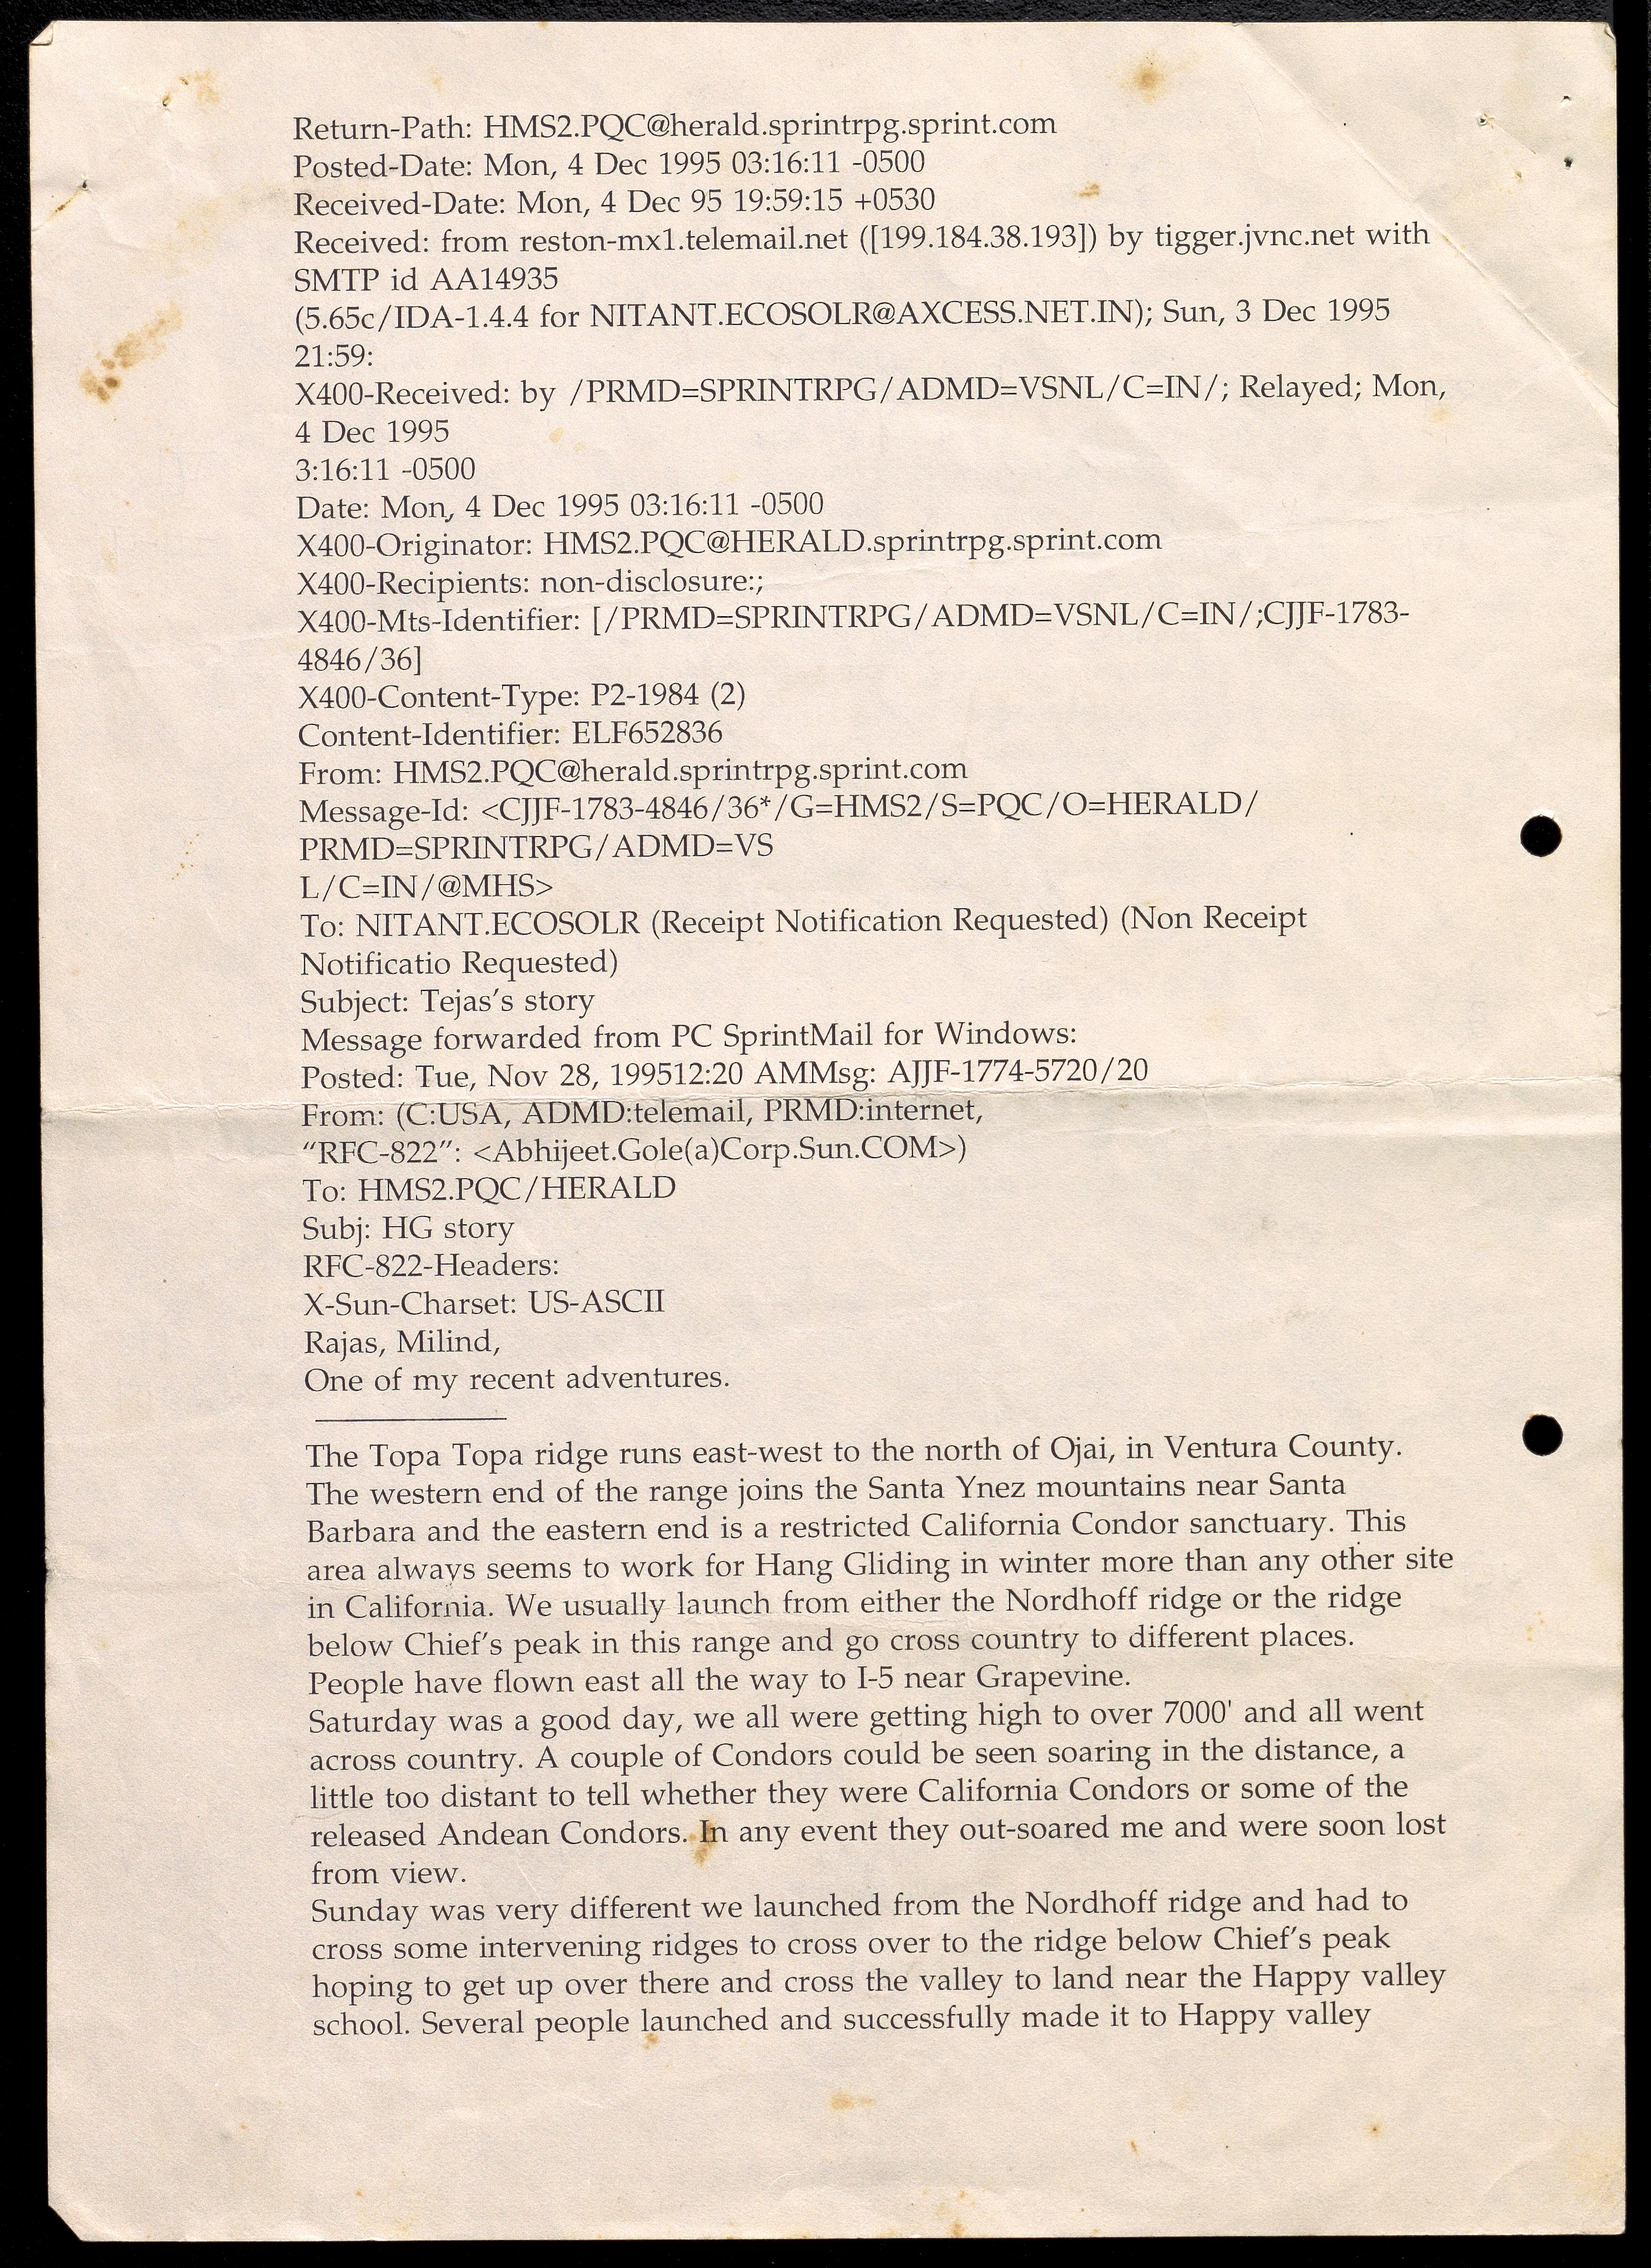 Return-Path: HMS2.PQC@herald.sprintrpg.sprint.com
Posted-Date: Mon, 4 Dec 1995 03:16:11 -0500
Received-Date: Mon, 4 Dec 95 19:59:15 +0530
Received: from reston-mx1.telemail.net ([199.184.38.193]) by tigger.jvnc.net with
SMTP id AA14935
(5.65c/IDA-1.4.4 for NITANT.ECOSOLR@AXCESS.NET.IN); Sun, 3 Dec 1995
21:59:
X400-Received: by /PRMD=SPRINTRPG/ADMD=VSNL/C=IN/; Relayed; Mon,
4 Dec 1995
3:16:11 -0500
Date: Mon, 4 Dec 1995 03:16:11 -0500
X400-Originator: HMS2.PQC@HERALD.sprintrpg.sprint.com
X400-Recipients: non-disclosure:;
X400-Mts-Identifier: [/PRMD=SPRINTRPG/ADMD=VSNL/C=IN/;CJJF-1783-
4846/36]
X400-Content-Type: P2-1984 (2)
Content-Identifier: ELF652836
From: HMS2.PQC@herald.sprintrpg.sprint.com
Message-Id: <CJJF-1783-4846/36*/G=HMS2/S=PQC/O=HERALD/
PRMD=SPRINTRPG/ADMD=VS
L/C=IN/@MHS>
To: NITANT.ECOSOLR (Receipt Notification Requested) (Non Receipt
Notificatio Requested)
Subject: Tejas's story
Message forwarded from PC SprintMail for Windows:
Posted: Tue, Nov 28, 199512:20 AMMsg: AJJF-1774-5720/20
From: (C:USA, ADMD:telemail, PRMD:internet,
“RFC-822”: <Abhijeet.Gole(a)Corp.Sun.COM>)
To: HMS2.PQC/HERALD
Subj: HG story
RFC-822-Headers:
X-Sun-Charset: US-ASCII
Rajas, Milind,
One of my recent adventures.
The Topa Topa ridge runs east-west to the north of Ojai, in Ventura County.
The western end of the range joins the Santa Ynez mountains near Santa
Barbara and the eastern end is a restricted California Condor sanctuary. This
area always seems to work for Hang Gliding in winter more than any other site
in California. We usually launch from either the Nordhoff ridge or the ridge
below Chief's peak in this range and go cross country to different places.
People have flown east all the way to I-5 near Grapevine.
Saturday was a good day, we all were getting high to over 7000' and all went
across country. A couple of Condors could be seen soaring in the distance, a
little too distant to tell whether they were California Condors or some of the
released Andean Condors. In any event they out-soared me and were soon lost
from view.
Sunday was very different we launched from the Nordhoff ridge and had to
cross some intervening ridges to cross over to the ridge below Chief's peak
hoping to get up over there and cross the valley to land near the Happy valley
school. Several people launched and successfully made it to Happy valley